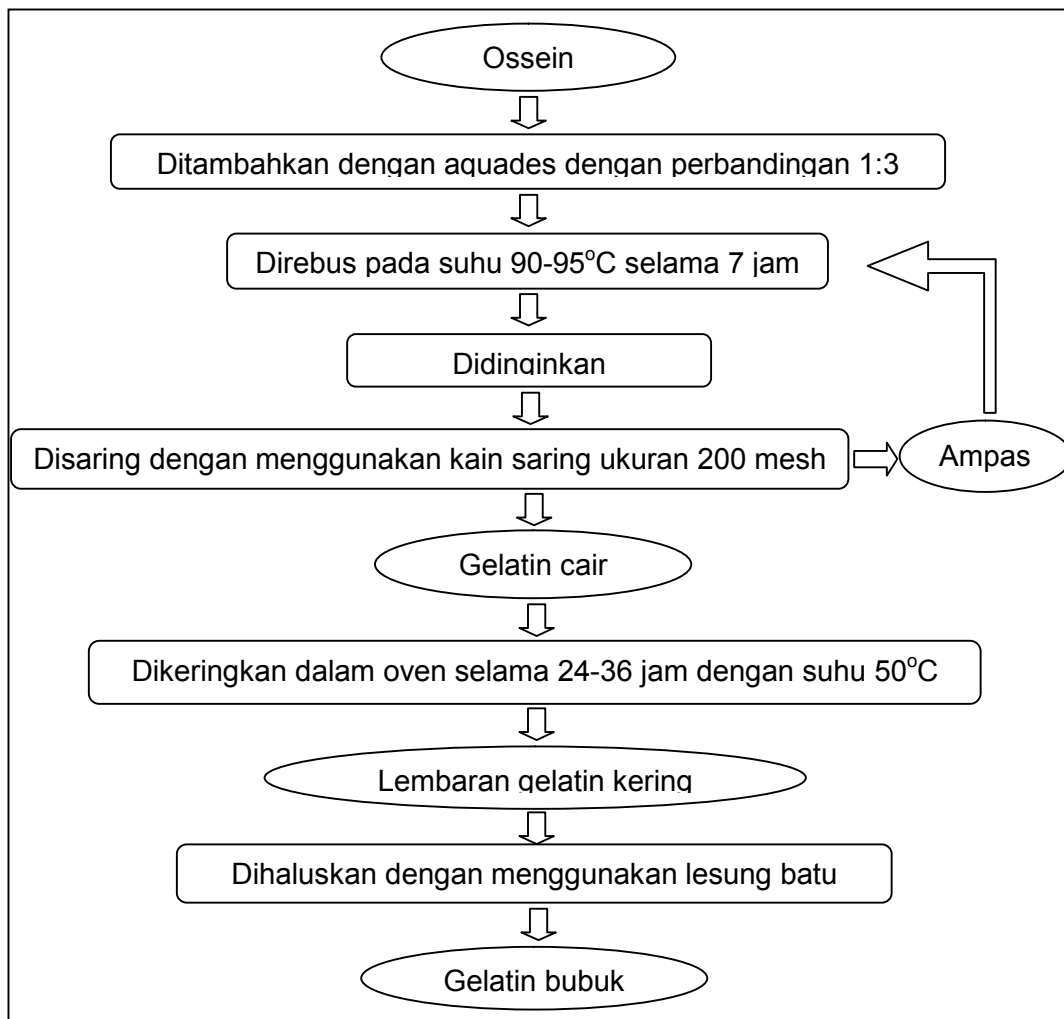 Ossein
Ditambahkan dengan aquades dengan perbandingan 1:3
Direbus pada suhu 90-95°C selama 7 jam
Didinginkan
Disaring dengan menggunakan kain saring ukuran 200 mesh
Ampas
Gelatin cair
Dikeringkan dalam oven selama 24-36 jam dengan suhu 50°C
Lembaran gelatin kering
Dihaluskan dengan menggunakan lesung batu
Gelatin bubuk